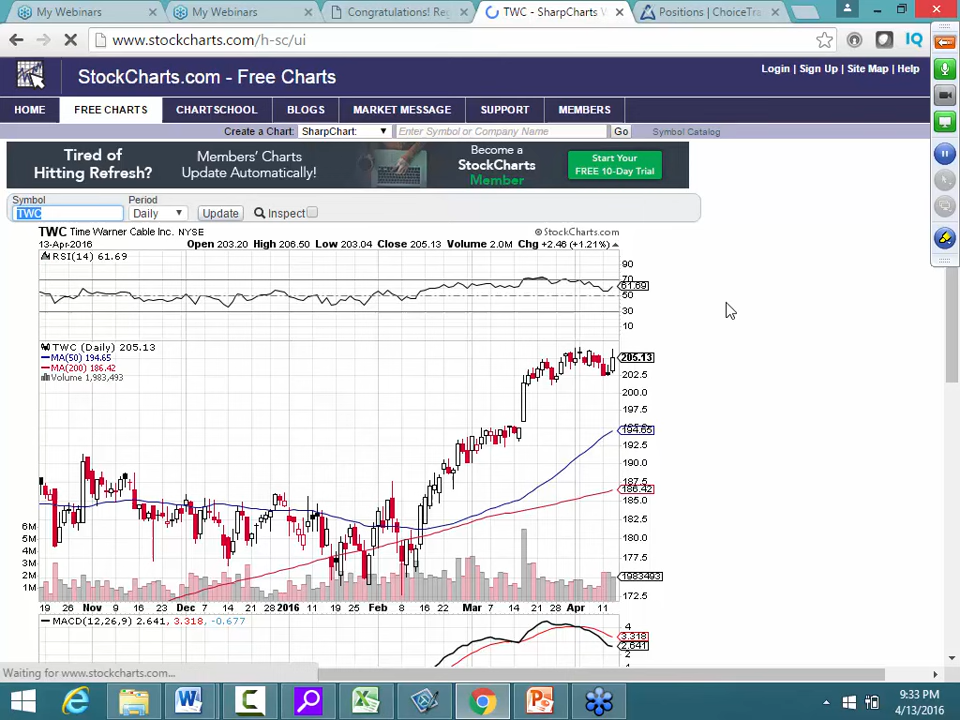 My Webinars
My Webinars
Congratulations! Re
TWC - SharpCharts
Positions | ChoiceTra
www.stockcharts.com/h-sc/ui
IQ
StockCharts.com - Free Charts
Login | Sign Up | Site Map | Help
HOME FREE CHARTS CHARTSCHOOL BLOGS MARKET MESSAGE SUPPORT MEMBERS
Create a Chart: SharpChart: Enter Symbol or Company Name Go Symbol Catalog
Tired of
Hitting Refresh?
Members' Charts
Update Automatically!
Become a
StockCharts
Member
Start Your
FREE 10-Day Trial
Symbol Period
TWC Daily Update Inspect
TWC Time Warner Cable Inc. NYSE © StockCharts.com
13-Apr-2016 Open 203.20 High 206.50 Low 203.04 Close 205.13 Volume 2.0M Chg +2.46 (+1.21%)
RSI(14) 61.69
90
70
61.69
50
30
10
TWC (Daily) 205.13
MA(50) 194.65
MA(200) 186.42
Volume 1,983,493
205.13
202.5
200.0
197.5
194.65
192.5
190.0
187.5
186.42
185.0
182.5
180.0
177.5
1983493
172.5
6M
5M
4M
3M
2M
1M
19 26 Nov 9 16 23 Dec 7 14 21 28 2016 11 19 25 Feb 8 16 22 Mar 7 14 21 28 Apr 11
MACD(12,26,9) 2.641, 3.318, -0.677
4
3.318
2.641
2
Waiting for www.stockcharts.com...
9:33 PM
4/13/2016